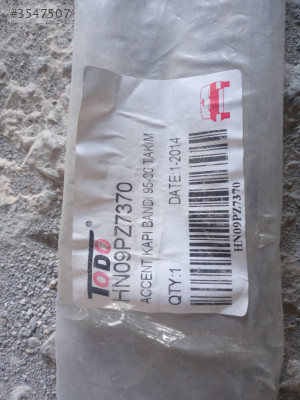 #3547507
TODO®
HN09PZ7370
ACCENT KAPI BANDI 95-00 TAKIM
QTY:1 DATE:1-2014
HN09PZ7370